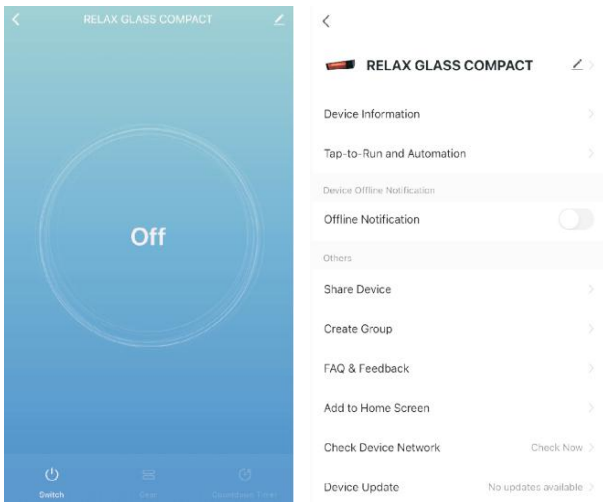 RELAX GLASS COMPACT
Off
Switch
Gear
Countdown Timer
RELAX GLASS COMPACT
Device Information
Tap-to-Run and Automation
Device Offline Notification
Offline Notification
Others
Share Device
Create Group
FAQ & Feedback
Add to Home Screen
Check Device Network Check Now
Device Update No updates available